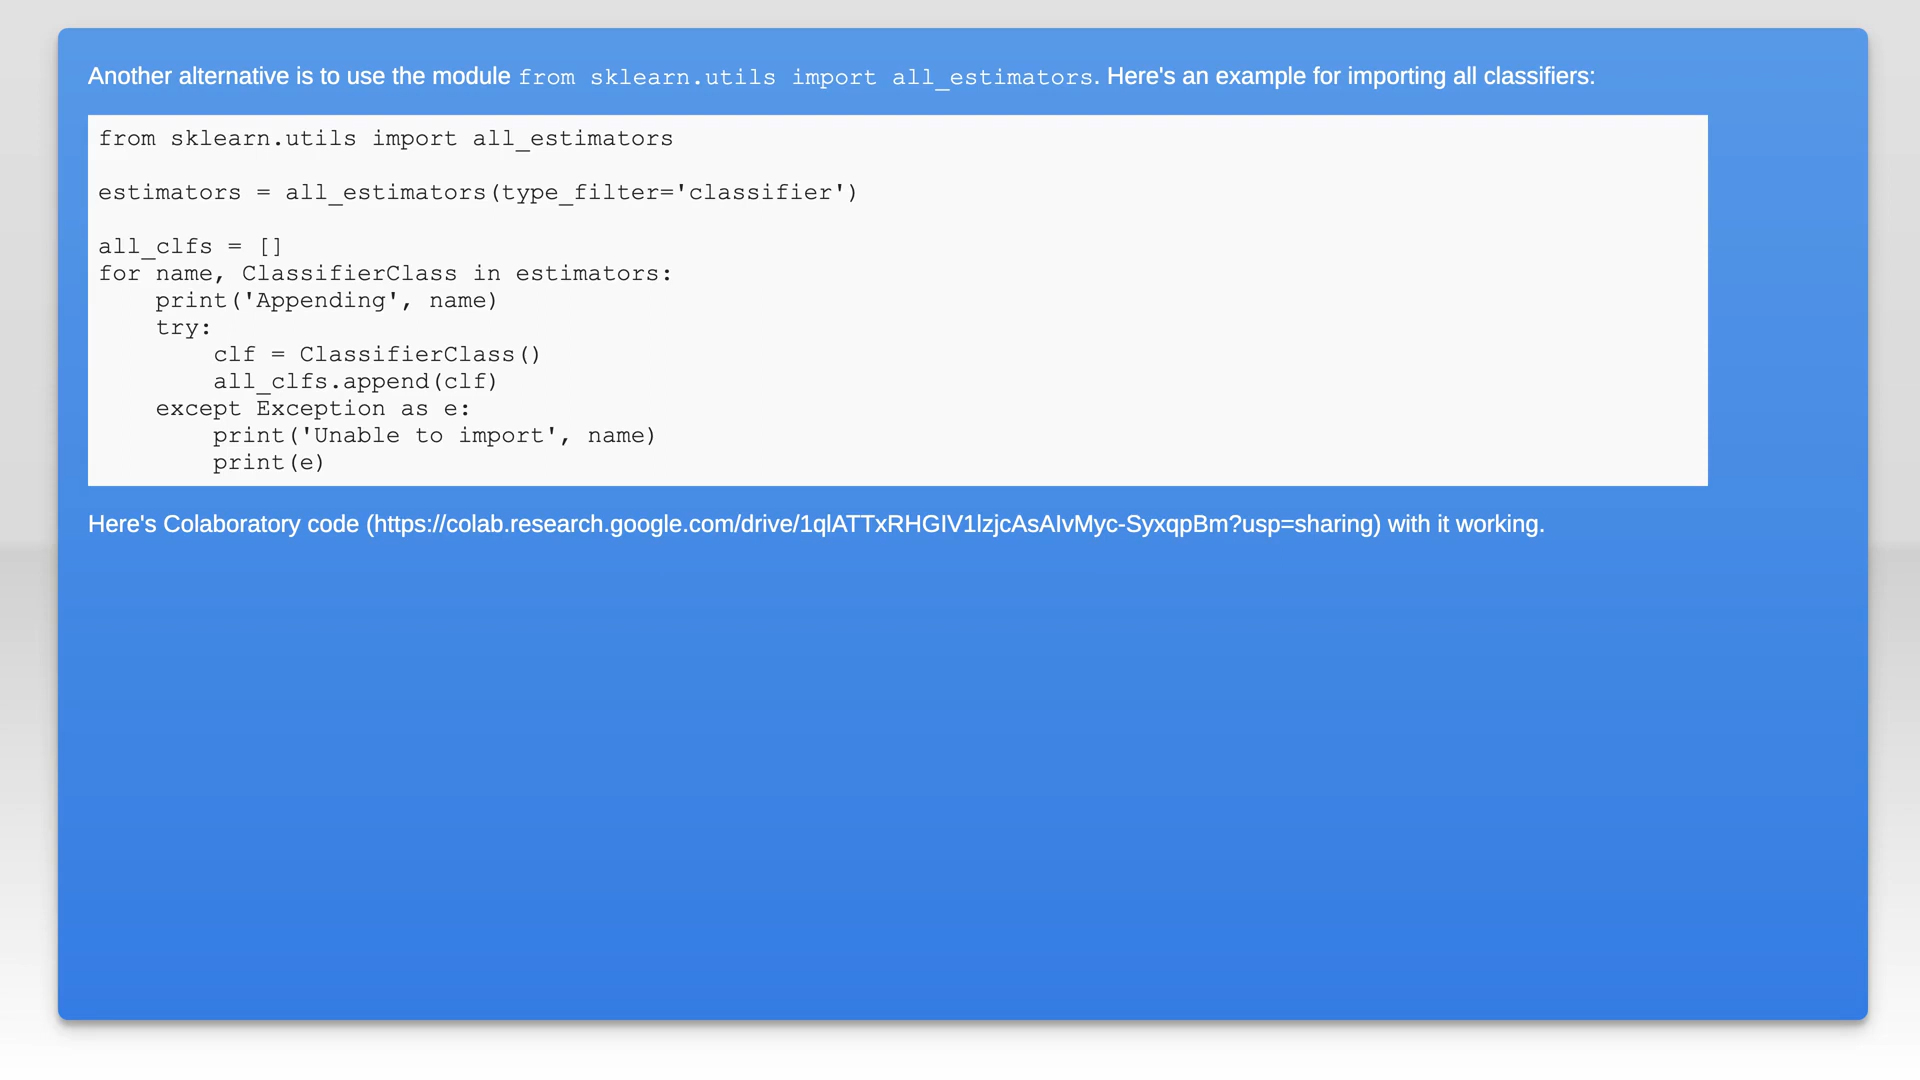 Another alternative is to use the module from sklearn.utils import all_estimators. Here's an example for importing all classifiers:
from sklearn.utils import all_estimators
estimators = all_estimators(type_filter='classifier')
all_clfs = []
for name, ClassifierClass in estimators:
    print('Appending', name)
    try:
        clf = ClassifierClass()
        all_clfs.append(clf)
    except Exception as e:
        print('Unable to import', name)
        print(e)
Here's Colaboratory code (https://colab.research.google.com/drive/1qlATTxRHGIV1lzjcAsAIvMyc-SyxqpBm?usp=sharing) with it working.